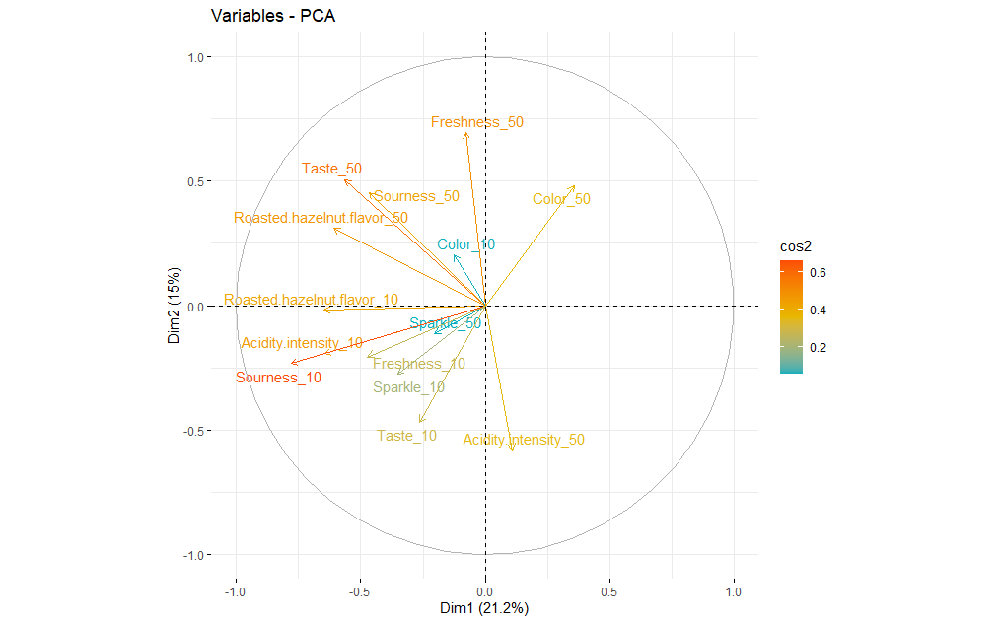 Variables - PCA
1.0
0.5
0.0
-0.5
-1.0
Dim2 (15%)
Freshness_50
Taste_50
Sourness_50
Color_50
Roasted.hazelnut.flavor_50
Color_10
Roasted.hazelnut.flavor_10
Sparkle_50
Acidity.intensity_10
Freshness_10
Sourness_10
Sparkle_10
Taste_10
Acidity.intensity_50
-1.0
-0.5
0.0
0.5
1.0
Dim1 (21.2%)
cos2
0.6
0.4
0.2